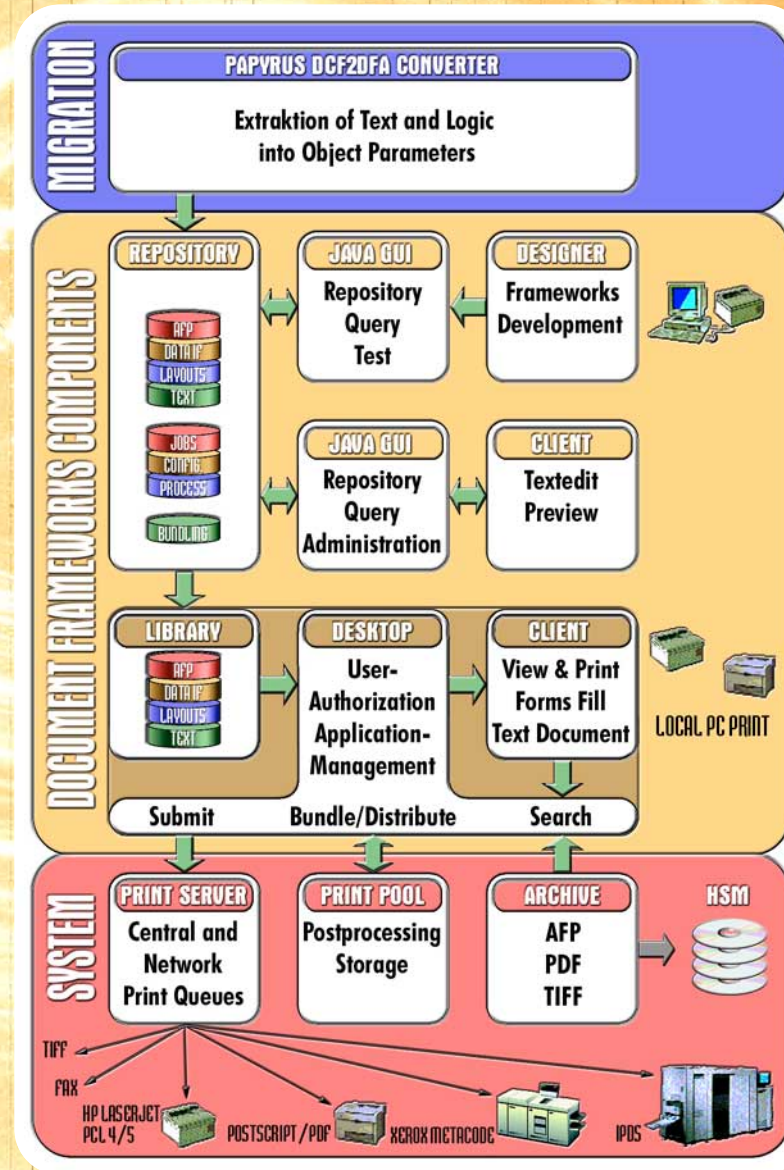 MIGRATION
PAPYRUS DCF2DFA CONVERTER
Extraktion of Text and Logic
into Object Parameters
DOCUMENT FRAMEWORKS COMPONENTS
REPOSITORY
AFP
DATA IF
LAYOUTS
TEXT
JOBS
CONFIG.
PROCESS
BUNDLING
JAVA GUI
Repository
Query
Test
DESIGNER
Frameworks
Development
JAVA GUI
Repository
Query
Administration
CLIENT
Textedit
Preview
LIBRARY
AFP
DATA IF
LAYOUTS
TEXT
DESKTOP
User-
Authorization
Application-
Management
CLIENT
View & Print
Forms Fill
Text Document
LOCAL PC PRINT
Submit
Bundle/Distribute
Search
SYSTEM
PRINT SERVER
Central and
Network
Print Queues
PRINT POOL
Postprocessing
Storage
ARCHIVE
AFP
PDF
TIFF
HSM
TIFF
FAX
HP LASERJET
PCL 4/5
POSTSCRIPT / PDF
XEROX METACODE
IPDS